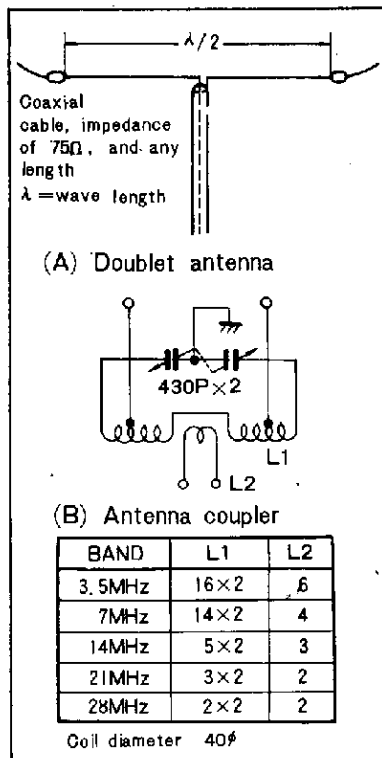 λ/2
Coaxial
cable, impedance
of 75Ω, and any
length
λ =wave length
(A) Doublet antenna
430P×2
L1
L2
(B) Antenna coupler
BAND L1 L2
3.5MHz 16×2 6
7MHz 14×2 4
14MHz 5×2 3
21MHz 3×2 2
28MHz 2×2 2
Coil diameter 40ϕ